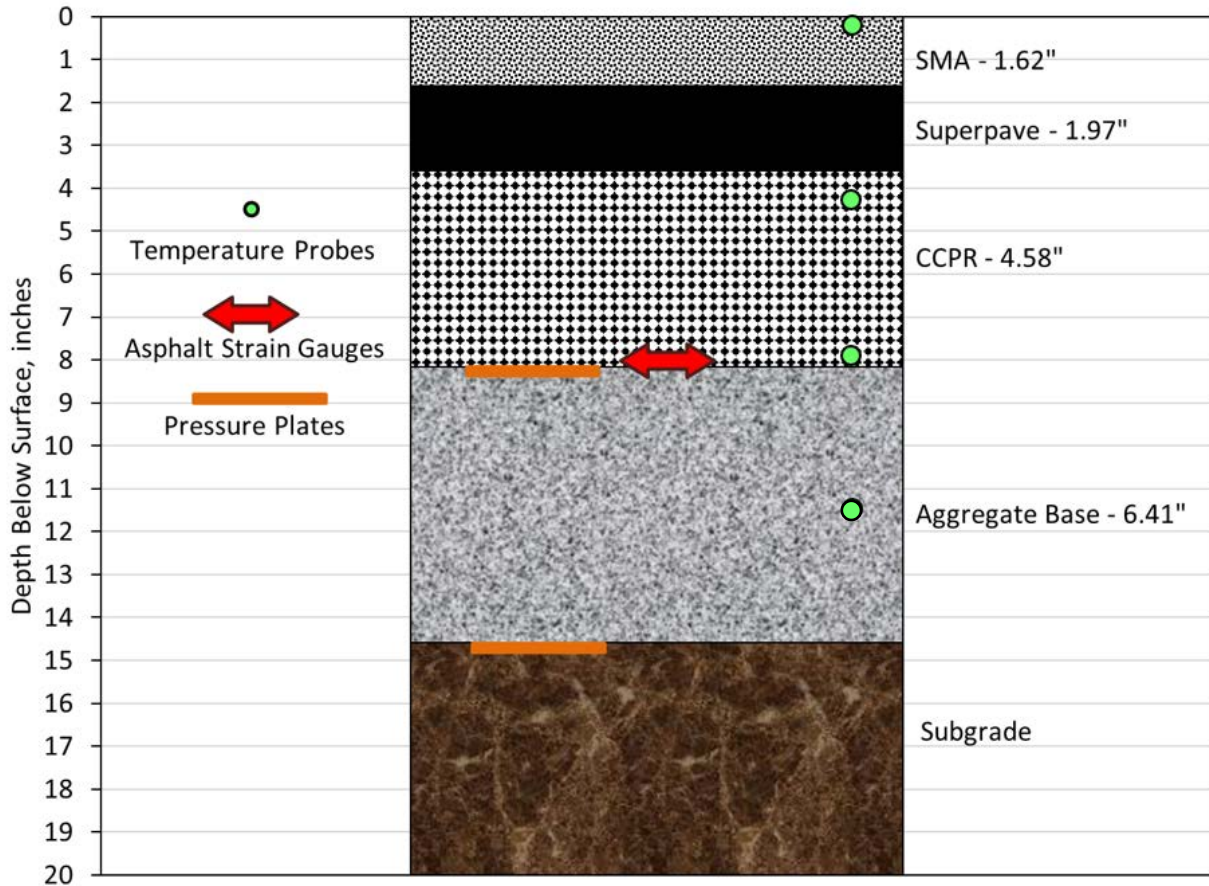 Depth Below Surface, inches
0
1
2
3
4
5
6
7
8
9
10
11
12
13
14
15
16
17
18
19
20
Temperature Probes
Asphalt Strain Gauges
Pressure Plates
SMA - 1.62"
Superpave - 1.97"
CCPR - 4.58"
Aggregate Base - 6.41"
Subgrade